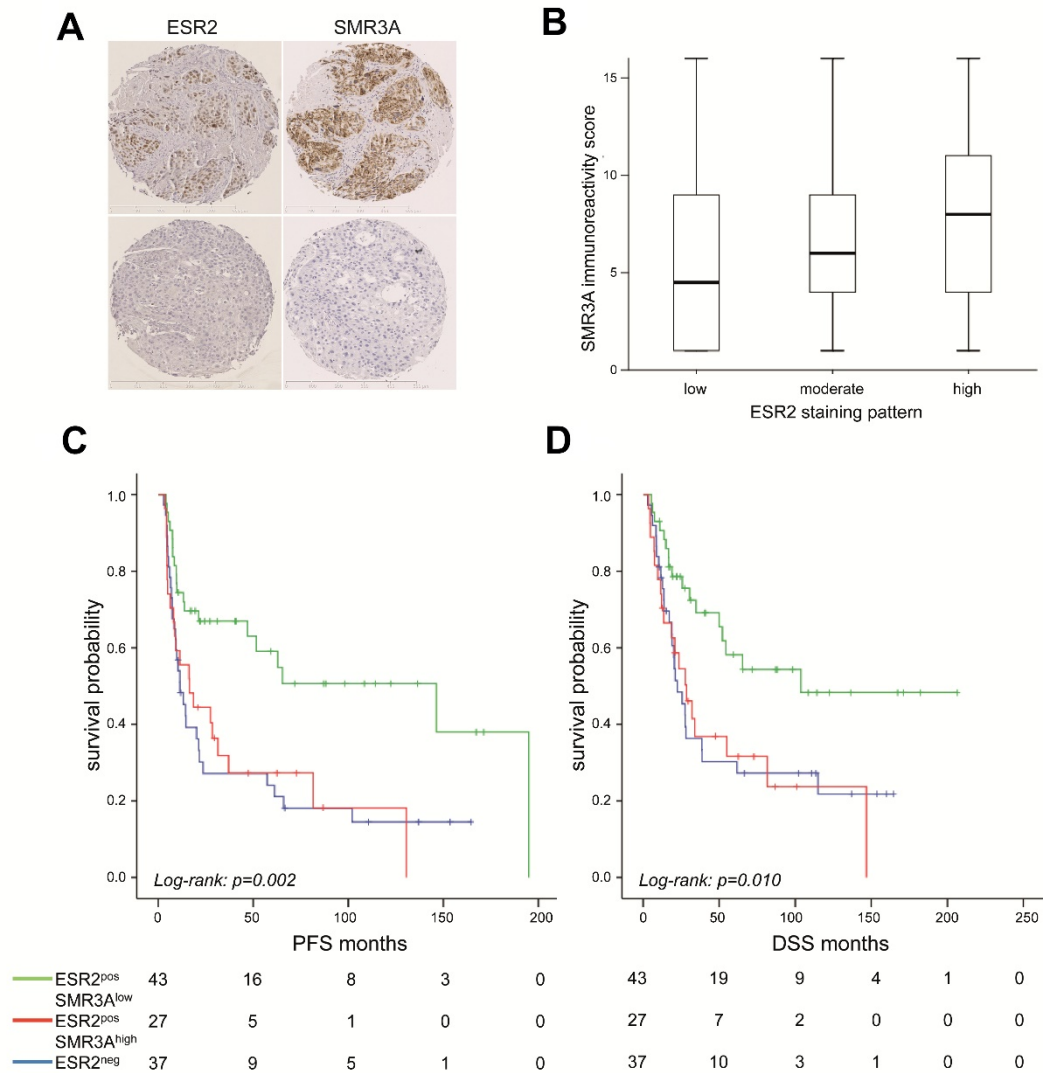 A
ESR2
SMR3A
B
SMR3A immunoreactivity score
15
10
5
0
low
moderate
high
ESR2 staining pattern
C
survival probability
1.0
0.8
0.6
0.4
0.2
0.0
Log-rank: p=0.002
0
50
100
150
200
PFS months
D
survival probability
1.0
0.8
0.6
0.4
0.2
0.0
Log-rank: p=0.010
0
50
100
150
200
250
DSS months
ESR2pos 43 16 8 3 0 43 19 9 4 1 0
SMR3Alow
ESR2pos 27 5 1 0 0 27 7 2 0 0 0
SMR3Ahigh
ESR2neg 37 9 5 1 0 37 10 3 1 0 0